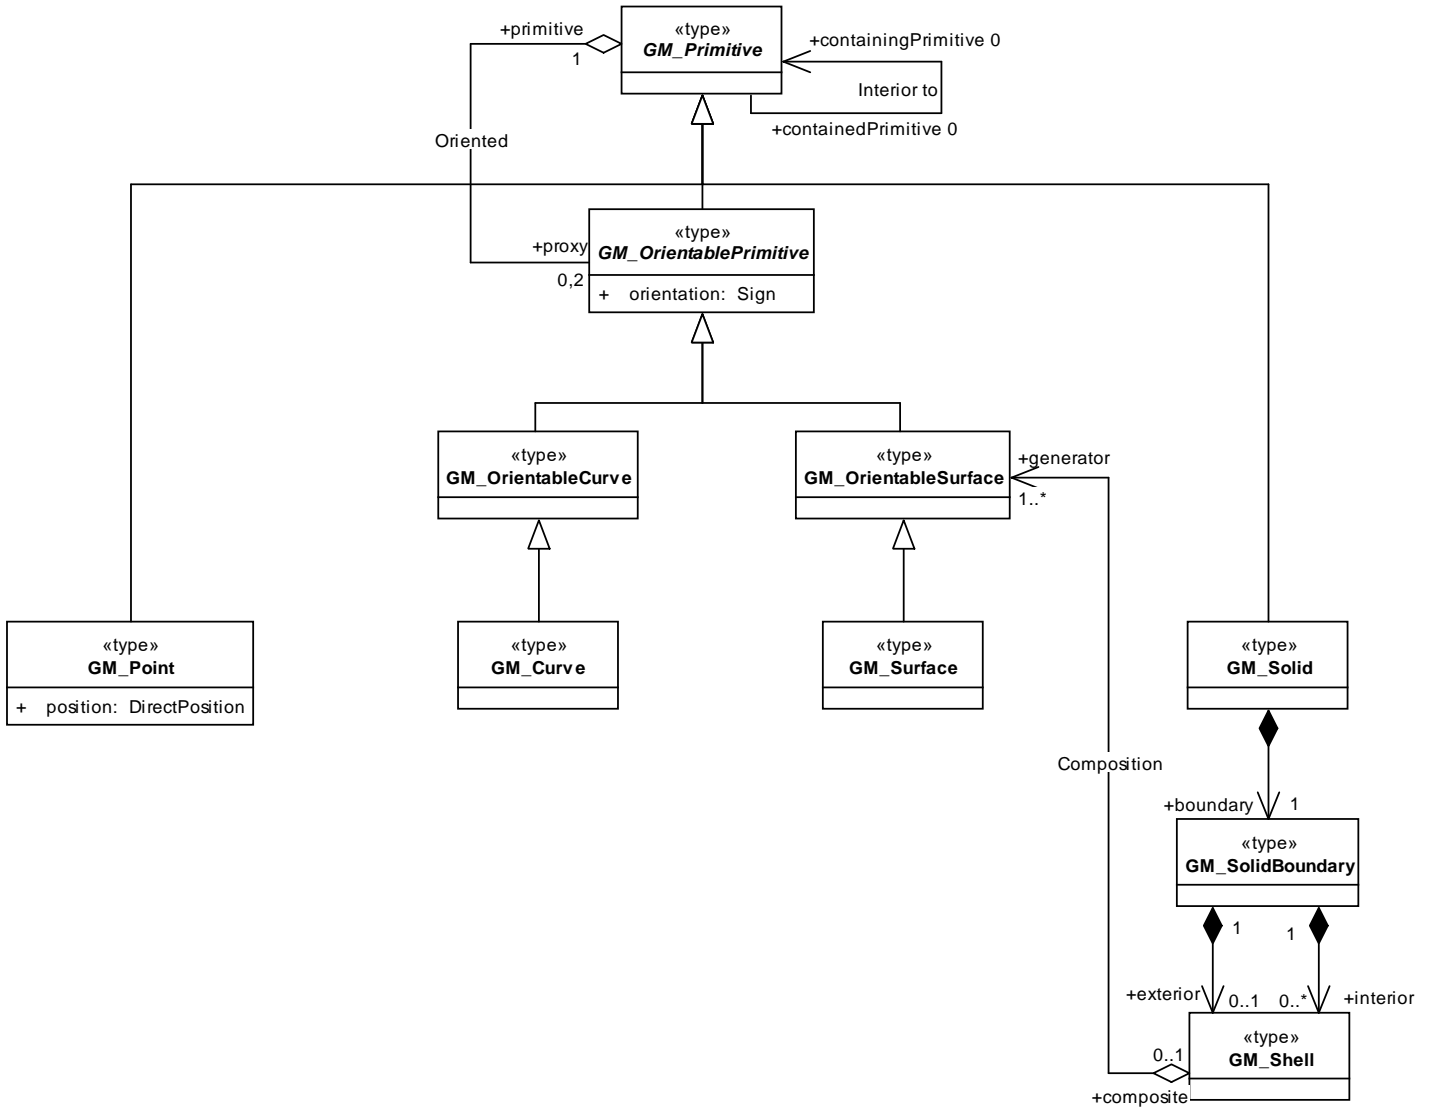 +primitive
1
«type»
GM_Primitive
+containingPrimitive 0
Interior to
+containedPrimitive 0
Oriented
+proxy
0,2
«type»
GM_OrientablePrimitive
+ orientation: Sign
«type»
GM_OrientableCurve
«type»
GM_OrientableSurface
+generator
1..*
«type»
GM_Point
+ position: DirectPosition
«type»
GM_Curve
«type»
GM_Surface
«type»
GM_Solid
Composition
+boundary
1
«type»
GM_SolidBoundary
1
1
+exterior
0..1
0..*
+interior
«type»
GM_Shell
0..1
+composite